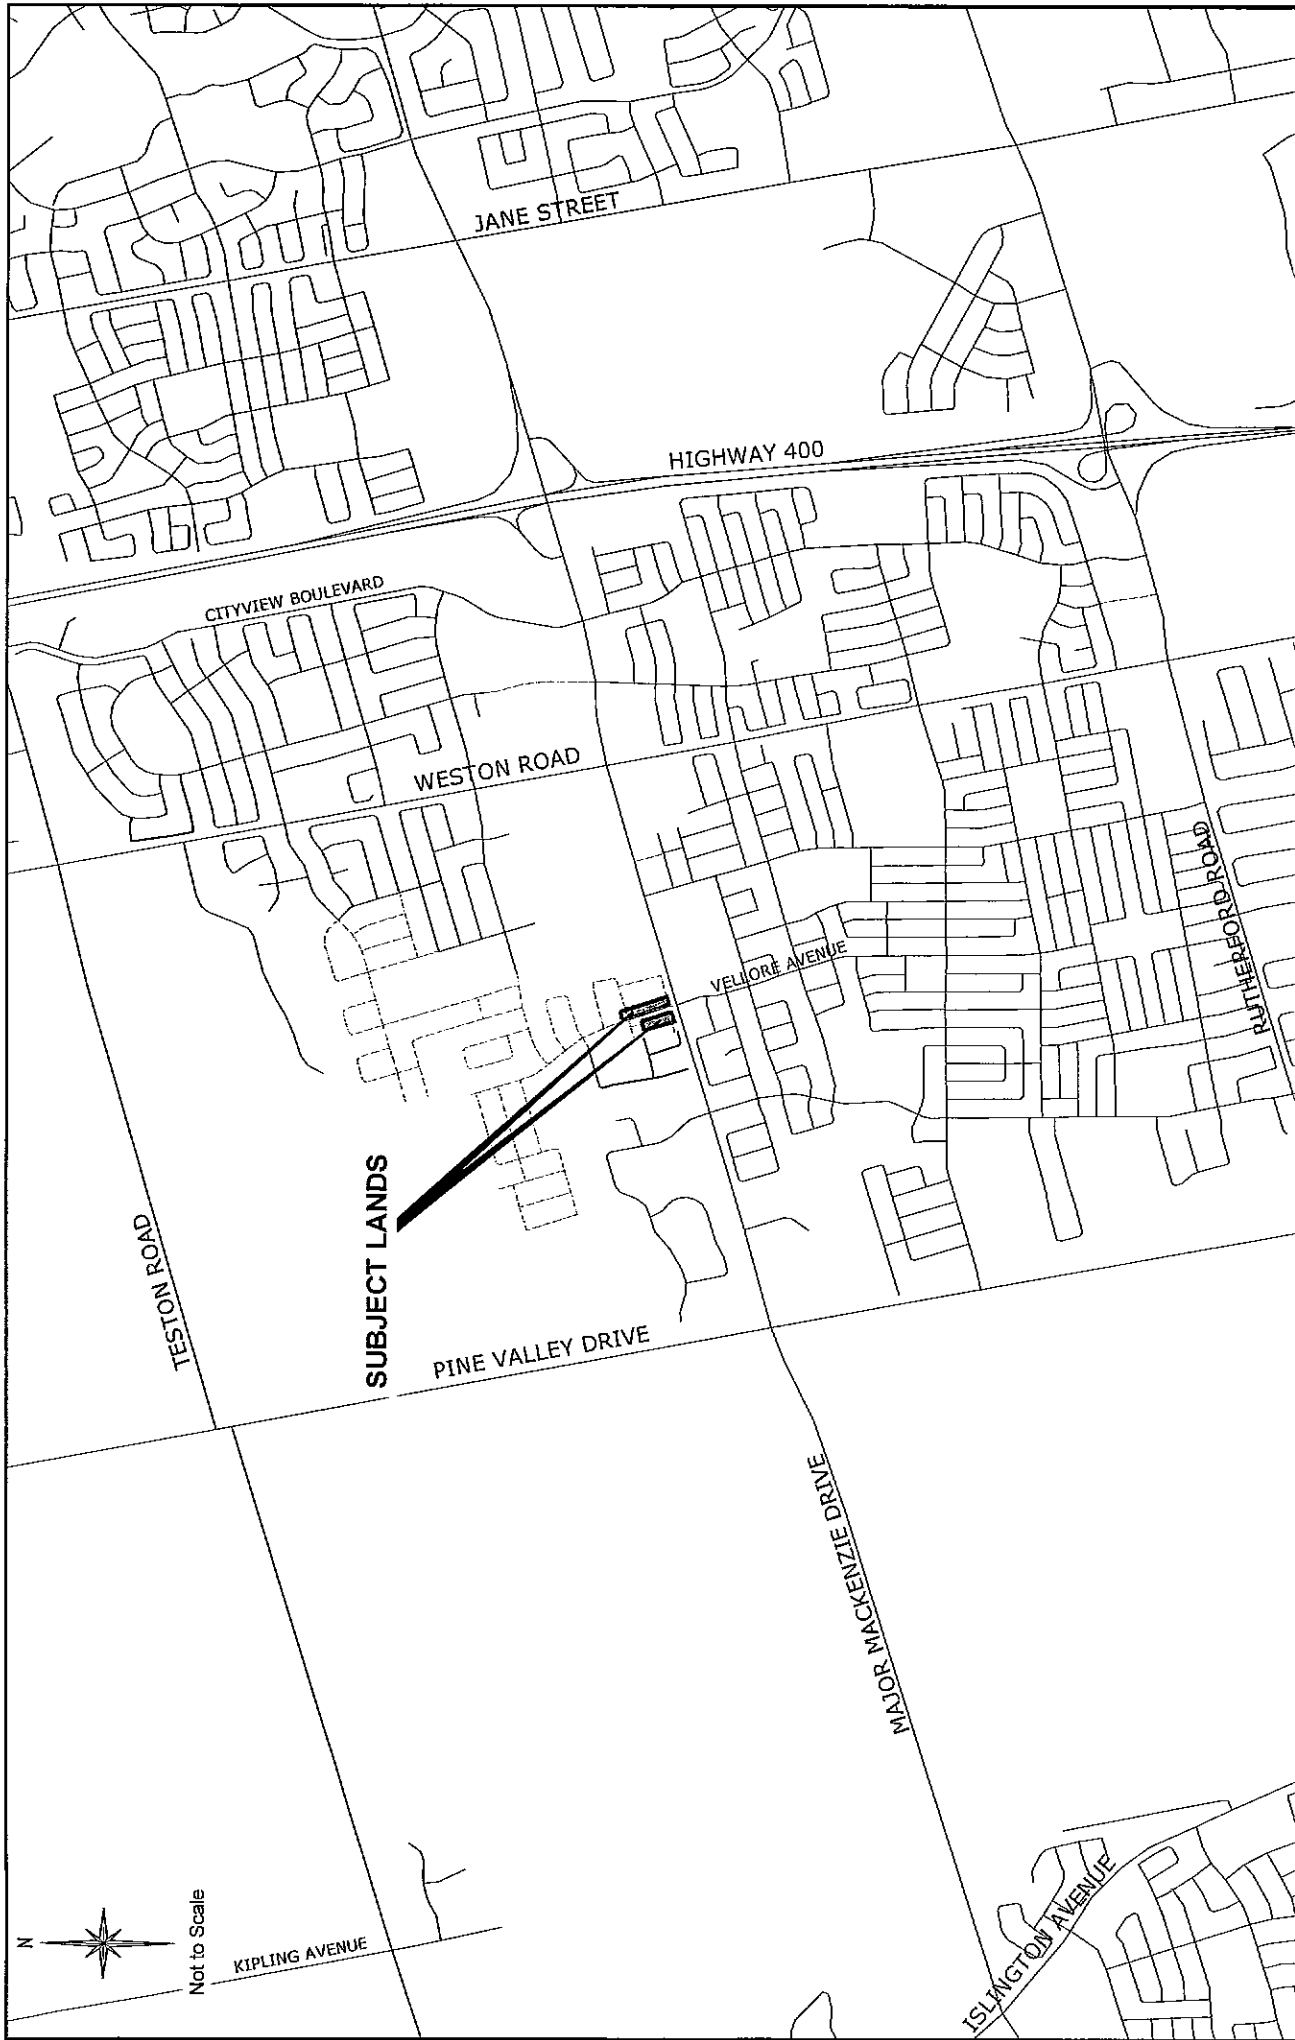 N
Not to Scale
KIPLING AVENUE
TESTON ROAD
SUBJECT LANDS
PINE VALLEY DRIVE
WESTON ROAD
CITYVIEW BOULEVARD
HIGHWAY 400
JANE STREET
VELLORE AVENUE
MAJOR MACKENZIE DRIVE
RUTHERFORD ROAD
ISLINGTON AVENUE